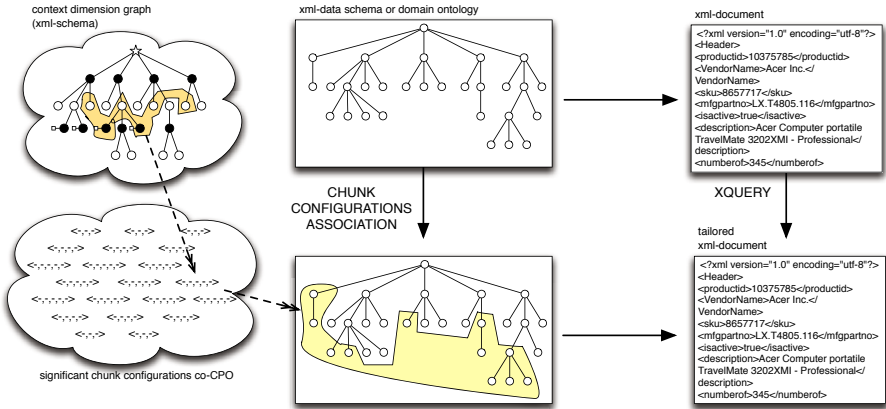 context dimension graph
(xml-schema)
xml-data schema or domain ontology
xml-document
<?xml version="1.0" encoding="utf-8"?>
<Header>
<productid>10375785</productid>
<VendorName>Acer Inc.</
VendorName>
<sku>8657717</sku>
<mfgpartno>LX.T4805.116</mfgpartno>
<isactive>true</isactive>
<description>Acer Computer portatile
TravelMate 3202XMI - Professional</
description>
<numberof>345</numberof>
CHUNK
CONFIGURATIONS
ASSOCIATION
XQUERY
<-,-,-> <-,-,->
<-,-,-> <-,-,-> <-,-,-> <-,-,->
<-,-,-> <-,-,-> <-,-,-> <-,-,->
<-,-,-> <-,-,-> <-,-,-> <-,-,->
<-,-,-> <-,-,-> <-,-,-> <-,-,->
<-,-,-> <-,-,-> <-,-,->
significant chunk configurations co-CPO
tailored
xml-document
<?xml version="1.0" encoding="utf-8"?>
<Header>
<productid>10375785</productid>
<VendorName>Acer Inc.</
VendorName>
<sku>8657717</sku>
<mfgpartno>LX.T4805.116</mfgpartno>
<isactive>true</isactive>
<description>Acer Computer portatile
TravelMate 3202XMI - Professional</
description>
<numberof>345</numberof>